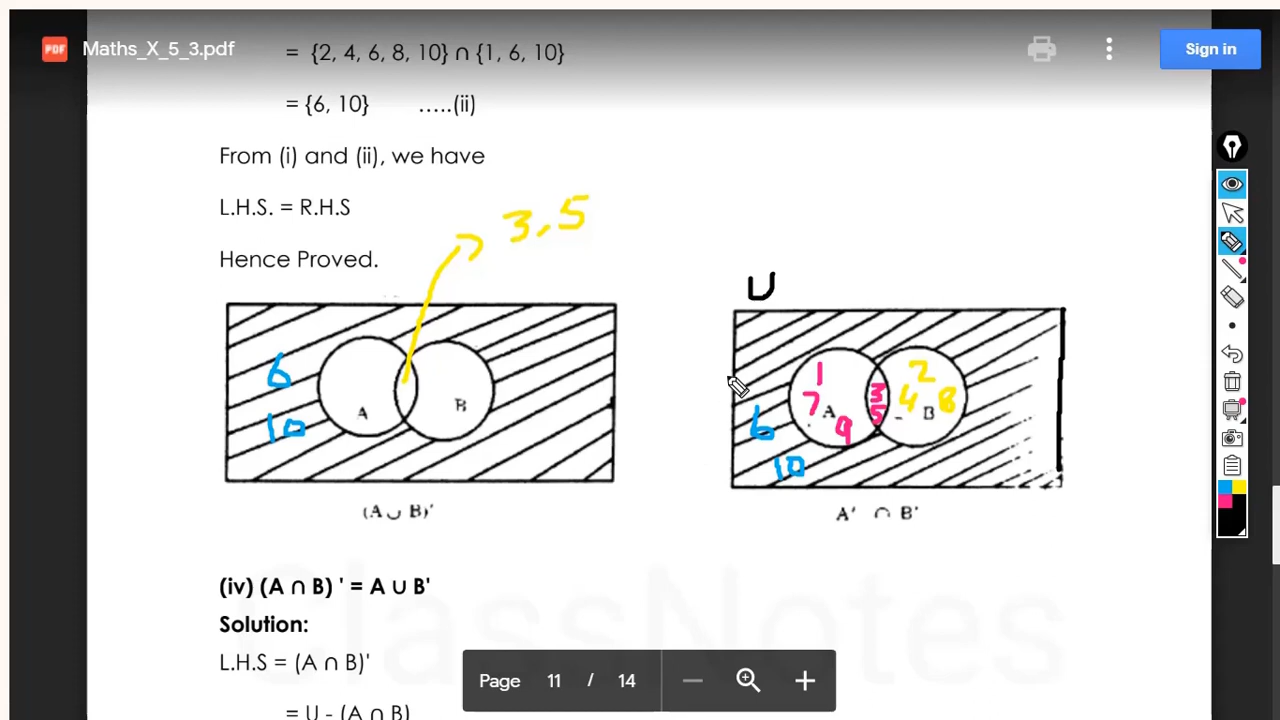 Maths_X_5_3.pdf
Sign in
= {2, 4, 6, 8, 10} ∩ {1, 6, 10}
= {6, 10} .....(ii)
From (i) and (ii), we have
L.H.S. = R.H.S
3, 5
Hence Proved.
6
10
A
B
(A ∪ B)'
U
1
7
9
A
3
5
2
4 8
B
6
10
A' ∩ B'
(iv) (A ∩ B) ' = A ∪ B'
Solution:
L.H.S = (A ∩ B)'
= U - (A ∩ B)
ClassNotes
Page 11 / 14